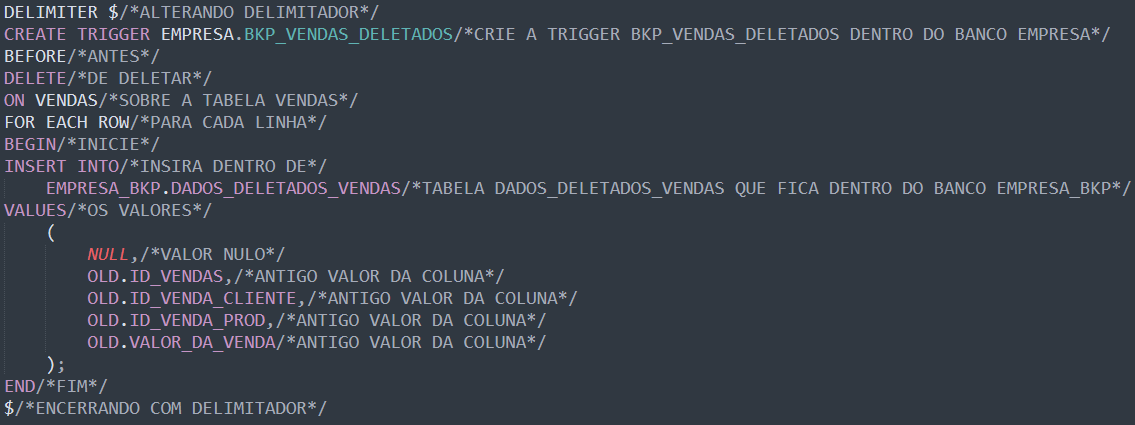 DELIMITER $/*ALTERANDO DELIMITADOR*/
CREATE TRIGGER EMPRESA.BKP_VENDAS_DELETADOS/*CRIE A TRIGGER BKP_VENDAS_DELETADOS DENTRO DO BANCO EMPRESA*/
BEFORE/*ANTES*/
DELETE/*DE DELETAR*/
ON VENDAS/*SOBRE A TABELA VENDAS*/
FOR EACH ROW/*PARA CADA LINHA*/
BEGIN/*INICIE*/
INSERT INTO/*INSIRA DENTRO DE*/
    EMPRESA_BKP.DADOS_DELETADOS_VENDAS/*TABELA DADOS_DELETADOS_VENDAS QUE FICA DENTRO DO BANCO EMPRESA_BKP*/
VALUES/*OS VALORES*/
    (
        NULL,/*VALOR NULO*/
        OLD.ID_VENDAS,/*ANTIGO VALOR DA COLUNA*/
        OLD.ID_VENDA_CLIENTE,/*ANTIGO VALOR DA COLUNA*/
        OLD.ID_VENDA_PROD,/*ANTIGO VALOR DA COLUNA*/
        OLD.VALOR_DA_VENDA/*ANTIGO VALOR DA COLUNA*/
    );
END/*FIM*/
$/*ENCERRANDO COM DELIMITADOR*/